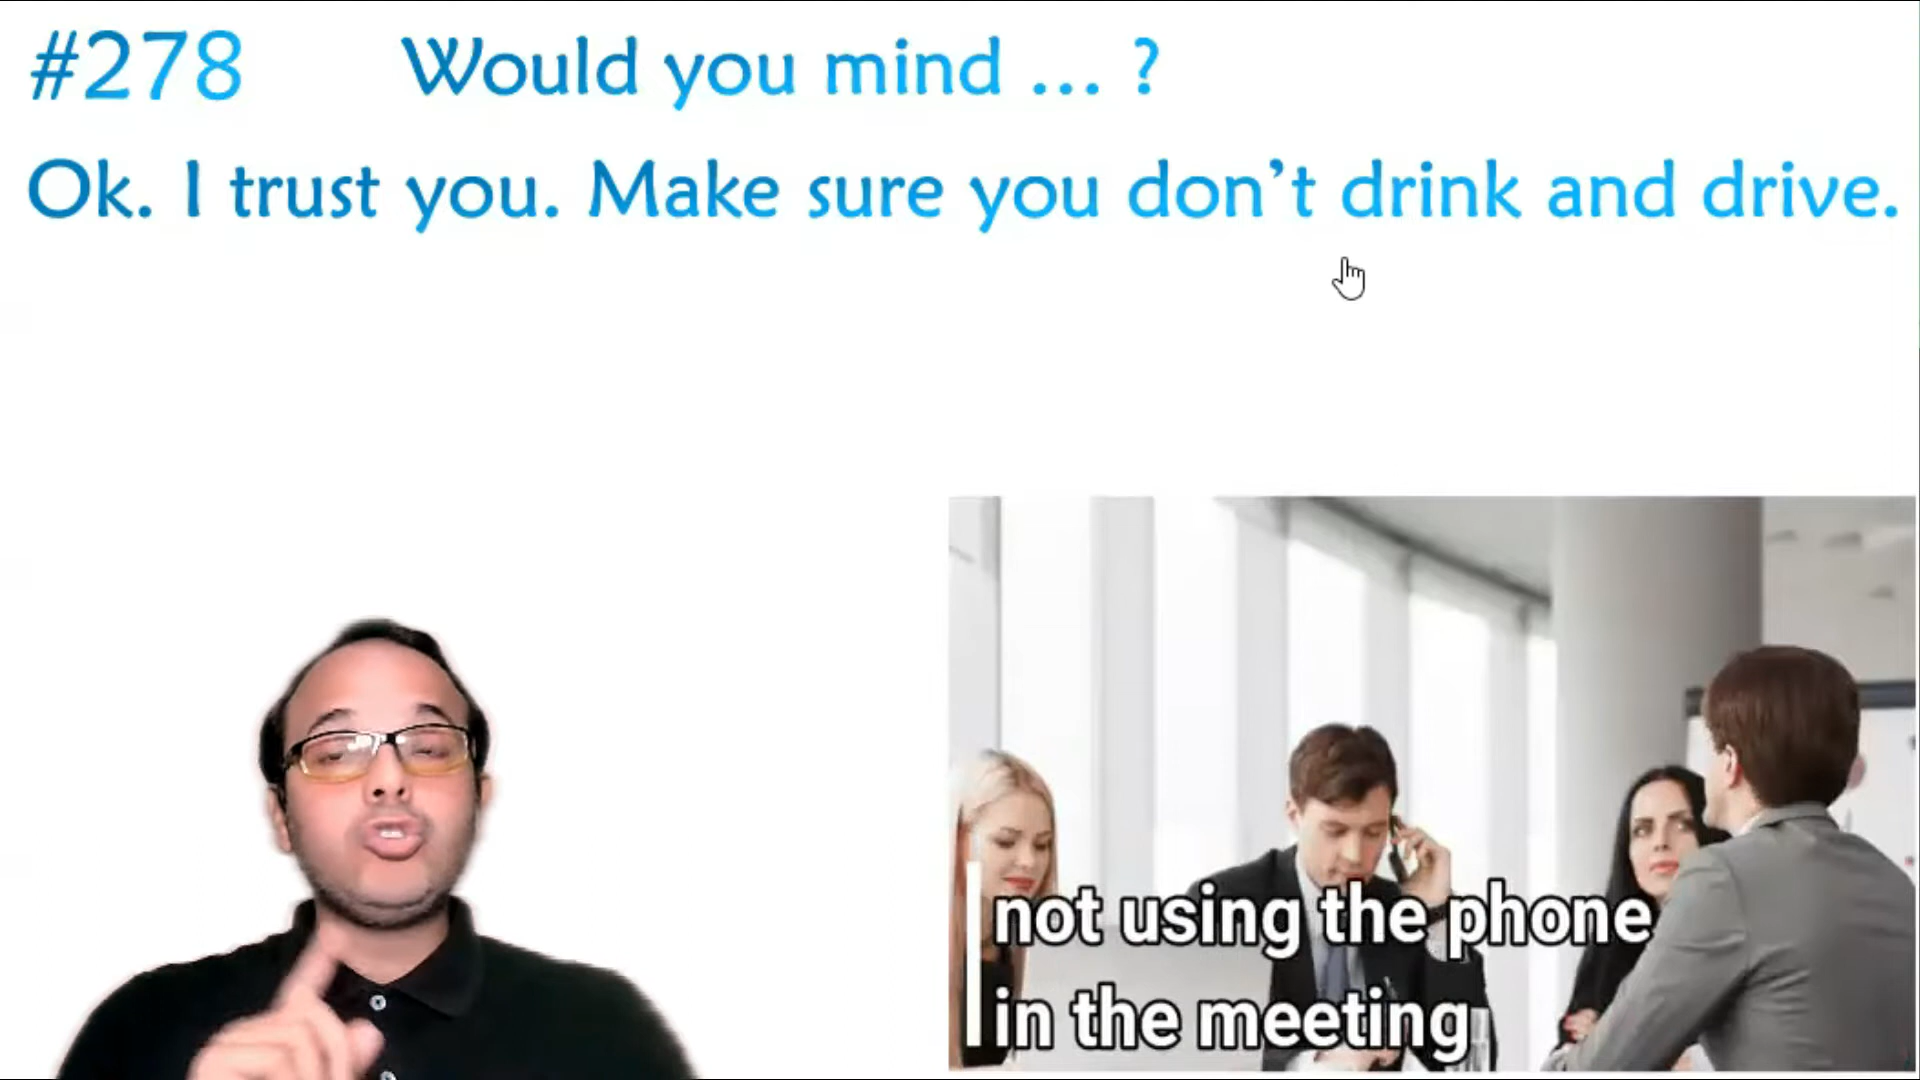 #278 Would you mind ... ?
Ok. I trust you. Make sure you don't drink and drive.
not using the phone
in the meeting